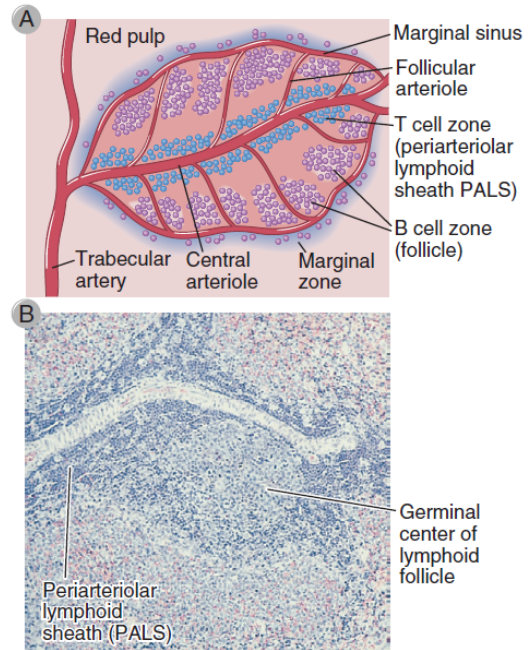 A
Red pulp
Marginal sinus
Follicular
arteriole
T cell zone
(periarteriolar
lymphoid
sheath PALS)
B cell zone
(follicle)
Trabecular
artery
Central
arteriole
Marginal
zone
B
Germinal
center of
lymphoid
follicle
Periarteriolar
lymphoid
sheath (PALS)